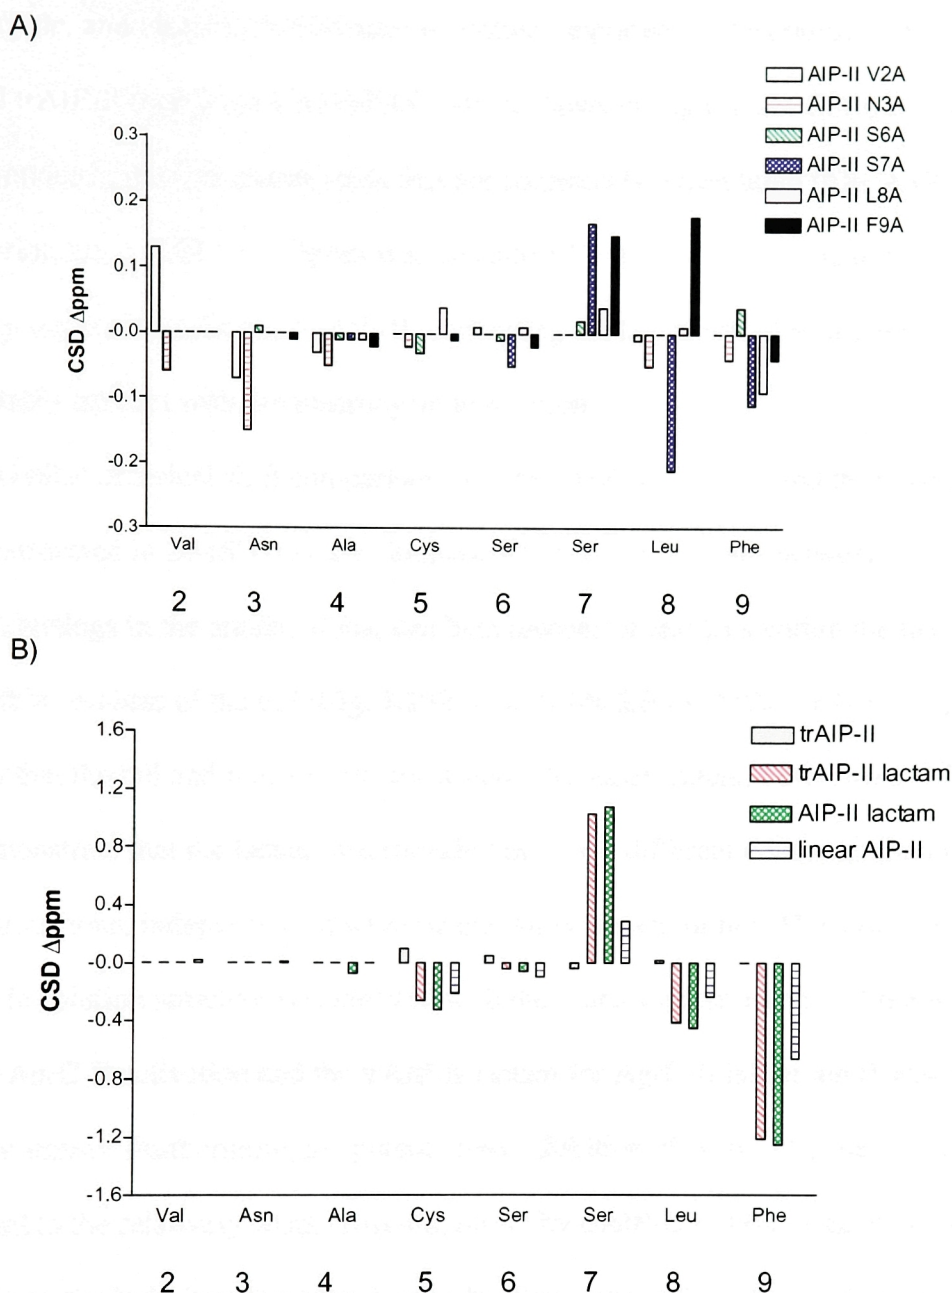 A)
AIP-II V2A
AIP-II N3A
AIP-II S6A
AIP-II S7A
AIP-II L8A
AIP-II F9A
CSD Δppm
0.3
0.2
0.1
-0.0
-0.1
-0.2
-0.3
Val Asn Ala Cys Ser Ser Leu Phe
2 3 4 5 6 7 8 9
B)
trAIP-II
trAIP-II lactam
AIP-II lactam
linear AIP-II
CSD Δppm
1.6
1.2
0.8
0.4
-0.0
-0.4
-0.8
-1.2
-1.6
Val Asn Ala Cys Ser Ser Leu Phe
2 3 4 5 6 7 8 9